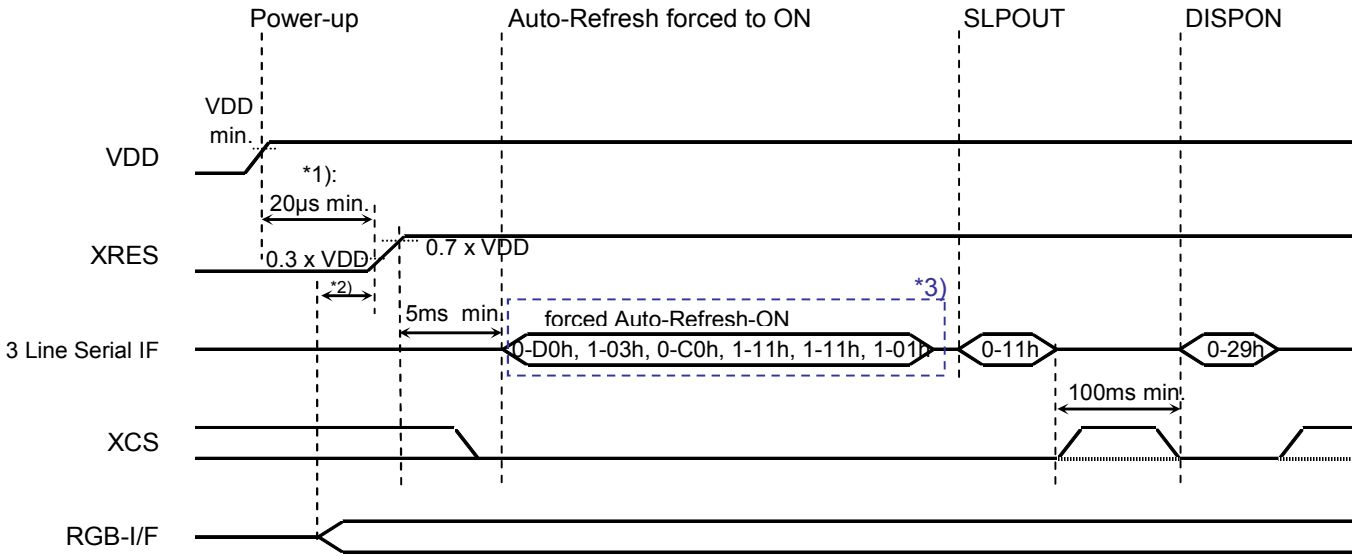 Power-up
Auto-Refresh forced to ON
SLPOUT
DISPON
VDD
min.
VDD
*1):
20µs min.
XRES
0.3 x VDD
0.7 x VDD
*2)
*3)
5ms min.
forced Auto-Refresh-ON
3 Line Serial IF
0-D0h, 1-03h, 0-C0h, 1-11h, 1-11h, 1-01h
0-11h
0-29h
100ms min.
XCS
RGB-I/F